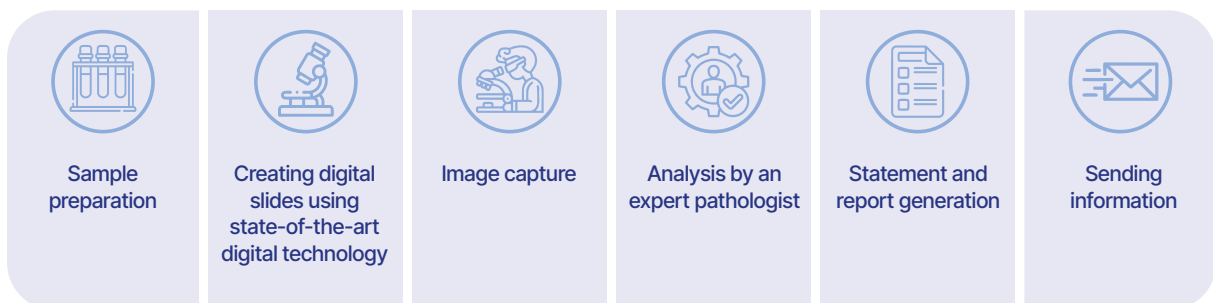 Sample
preparation
Creating digital
slides using
state-of-the-art
digital technology
Image capture
Analysis by an
expert pathologist
Statement and
report generation
Sending
information